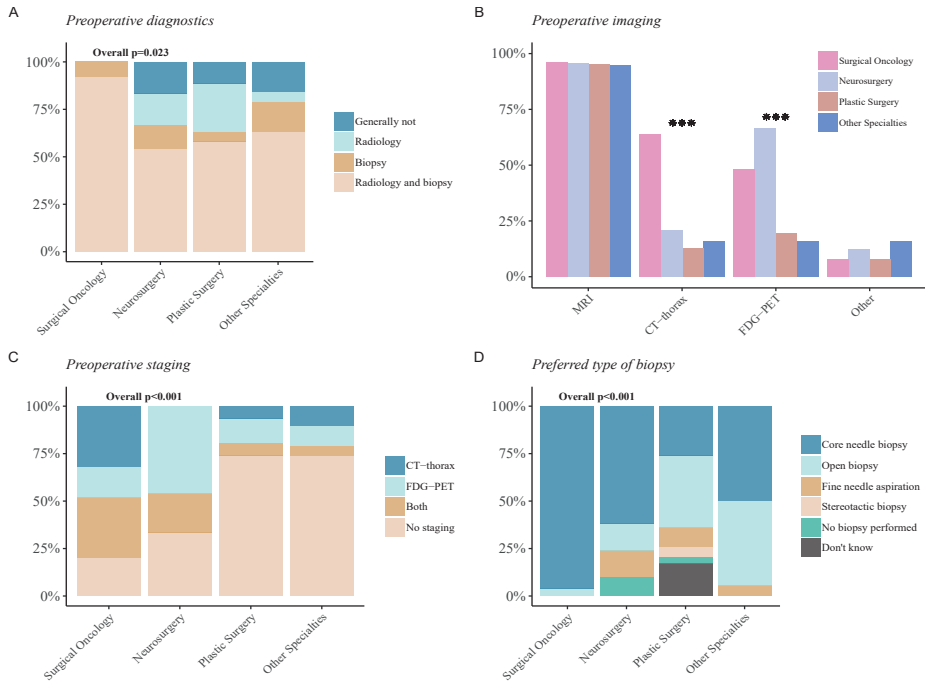 A
Preoperative diagnostics
Overall p=0.023
100%
75%
50%
25%
0%
Surgical Oncology
Neurosurgery
Plastic Surgery
Other Specialties
Generally not
Radiology
Biopsy
Radiology and biopsy
B
Preoperative imaging
100%
50%
25%
0%
***
***
MRI
CT−thorax
FDG−PET
Other
Surgical Oncology
Neurosurgery
Plastic Surgery
Other Specialties
C
Preoperative staging
Overall p<0.001
100%
75%
50%
25%
0%
Surgical Oncology
Neurosurgery
Plastic Surgery
Other Specialties
CT−thorax
FDG−PET
Both
No staging
D
Preferred type of biopsy
Overall p<0.001
100%
75%
50%
25%
0%
Surgical Oncology
Neurosurgery
Plastic Surgery
Other Specialties
Core needle biopsy
Open biopsy
Fine needle aspiration
Stereotactic biopsy
No biopsy performed
Don't know